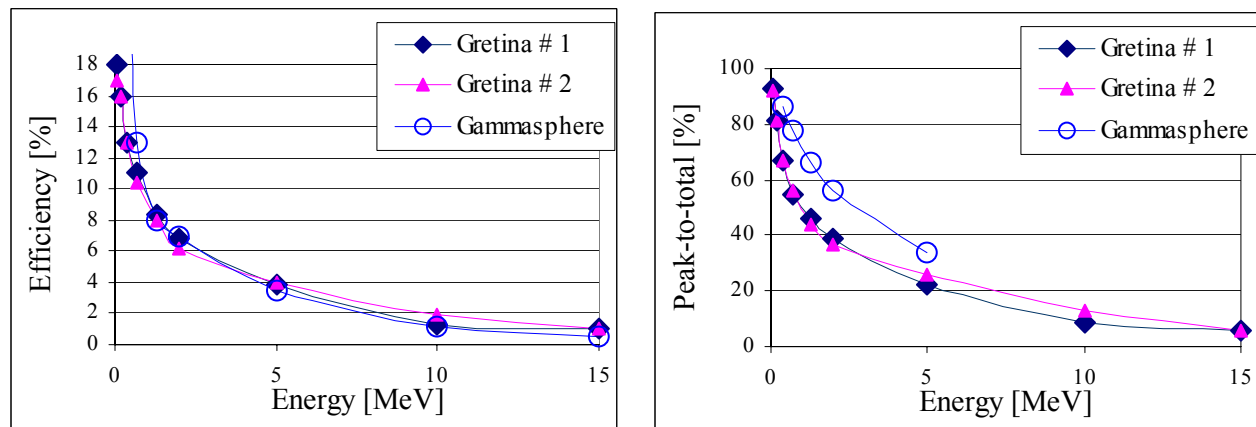 Gretina # 1
Gretina # 2
Gammasphere
Efficiency [%]
18
16
14
12
10
8
6
4
2
0
0 5 10 15
Energy [MeV]
Gretina # 1
Gretina # 2
Gammasphere
Peak-to-total [%]
100
80
60
40
20
0
0 5 10 15
Energy [MeV]